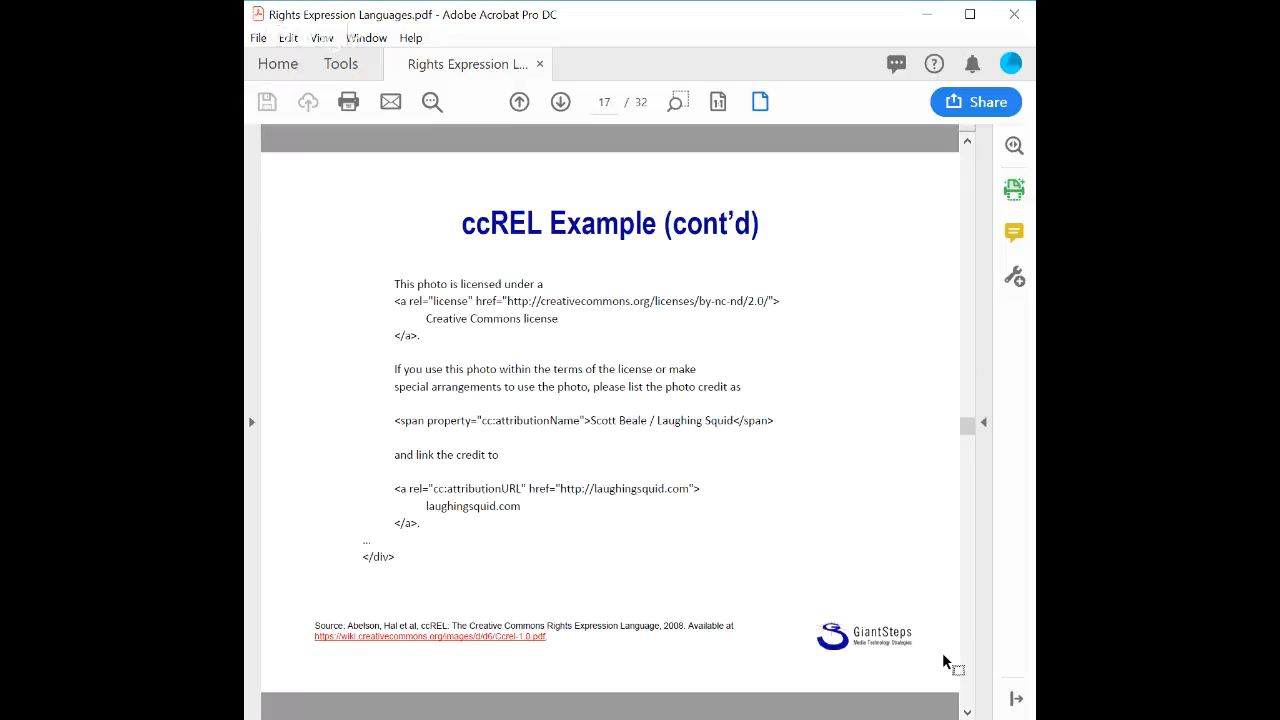 Rights Expression Languages.pdf - Adobe Acrobat Pro DC
File Edit View Window Help
Home Tools Rights Expression L... ×
17 / 32
Share
ccREL Example (cont’d)
This photo is licensed under a
<a rel="license" href="http://creativecommons.org/licenses/by-nc-nd/2.0/">
Creative Commons license
</a>.
If you use this photo within the terms of the license or make
special arrangements to use the photo, please list the photo credit as
<span property="cc:attributionName">Scott Beale / Laughing Squid</span>
and link the credit to
<a rel="cc:attributionURL" href="http://laughingsquid.com">
laughingsquid.com
</a>.
...
</div>
Source: Abelson, Hal et al, ccREL: The Creative Commons Rights Expression Language, 2008. Available at
https://wiki.creativecommons.org/images/d/d6/Ccrel-1.0.pdf.
GiantSteps
Media Technology Strategies